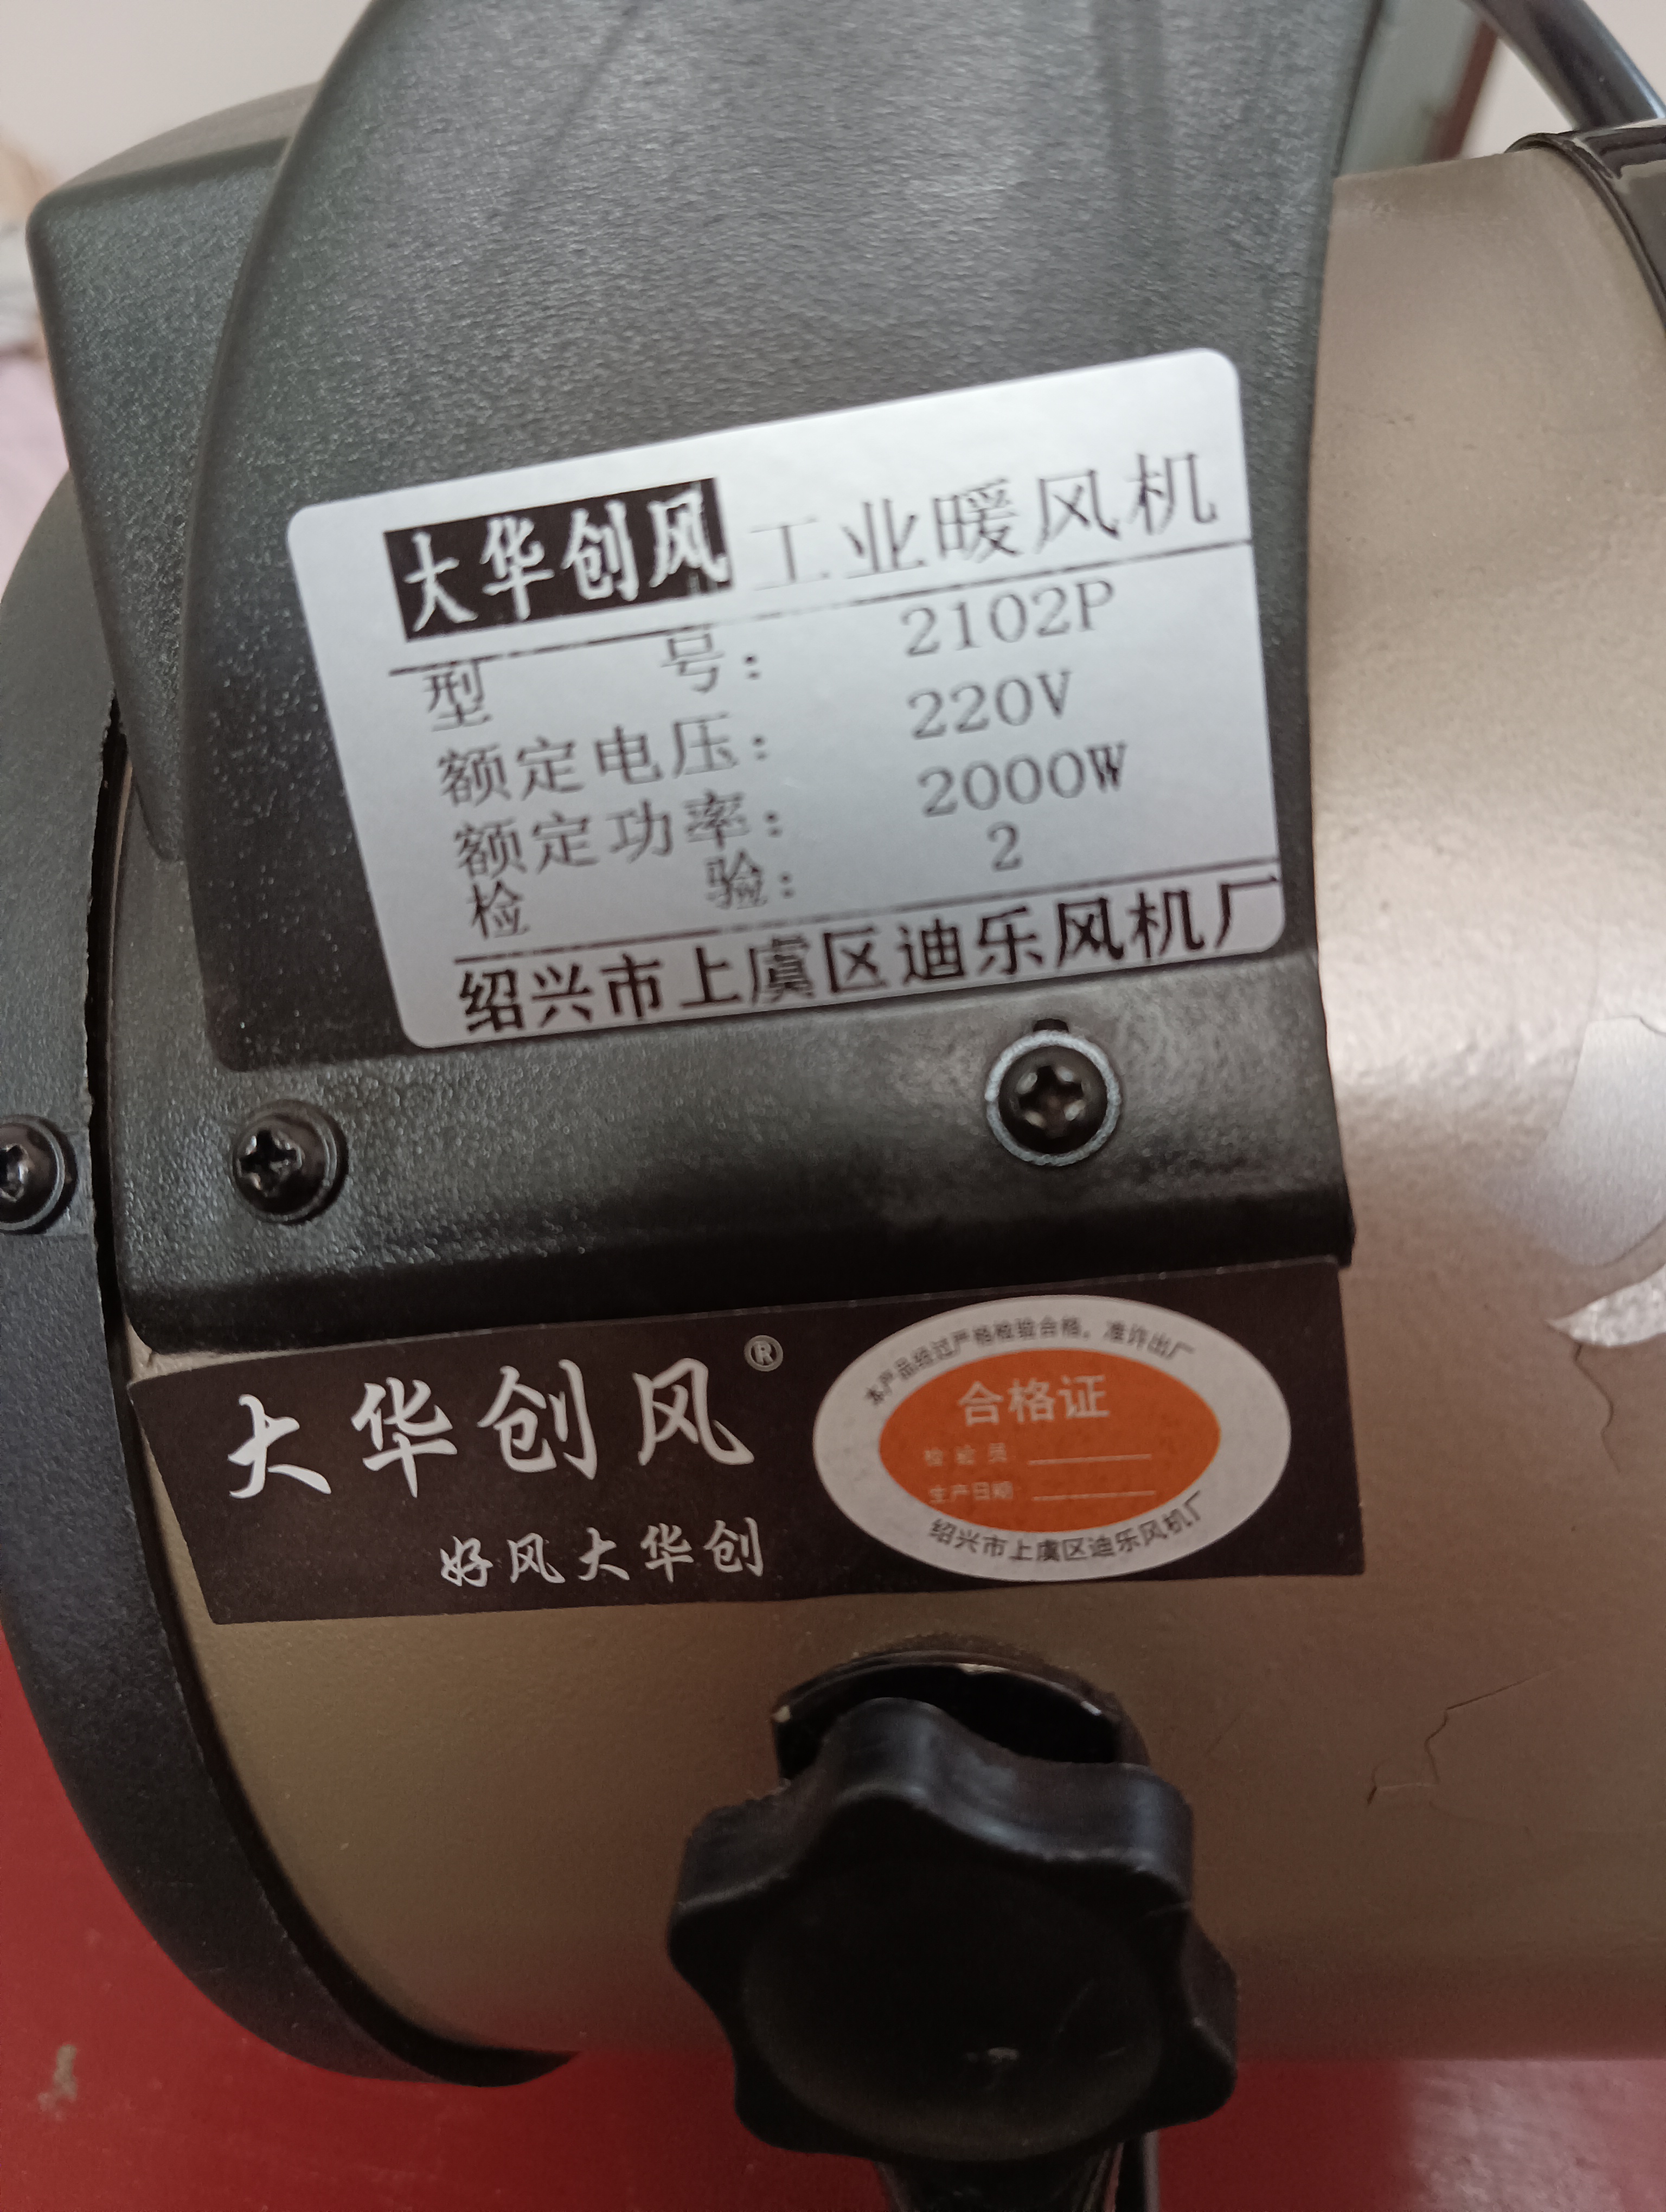 大华创风 工业暖风机
型 号: 2102P
额定电压: 220V
额定功率: 2000W
检 验: 2
绍兴市上虞区迪乐风机厂
大华创风®
好风大华创
本产品经过严格检验合格，准许出厂
合格证
检验员
生产日期
绍兴市上虞区迪乐风机厂